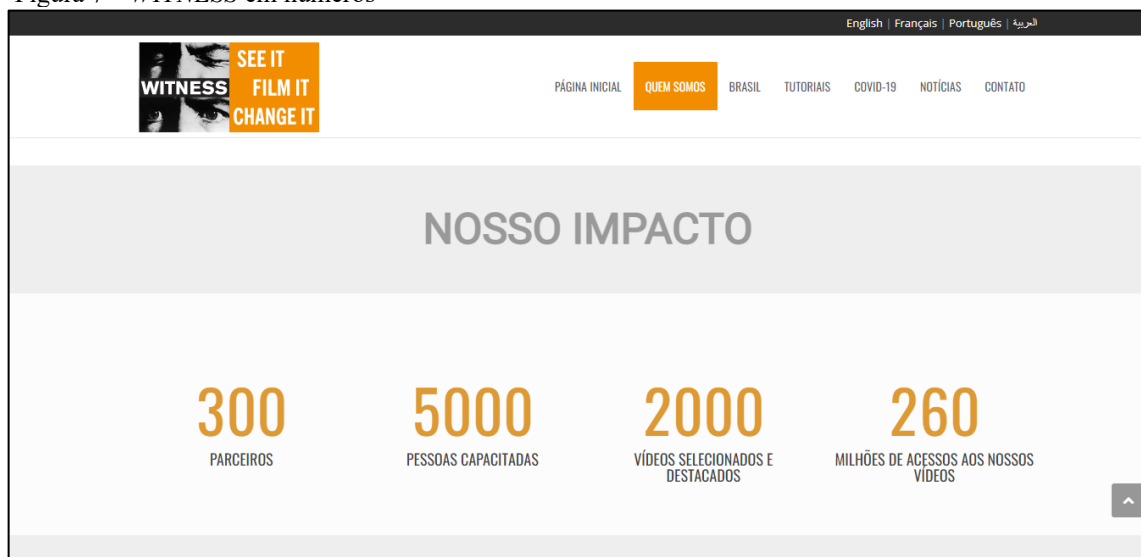 English | Français | Português | العربية
WITNESS
SEE IT
FILM IT
CHANGE IT
PÁGINA INICIAL QUEM SOMOS BRASIL TUTORIAIS COVID-19 NOTÍCIAS CONTATO
NOSSO IMPACTO
300
PARCEIROS
5000
PESSOAS CAPACITADAS
2000
VÍDEOS SELECIONADOS E
DESTACADOS
260
MILHÕES DE ACESSOS AOS NOSSOS
VÍDEOS